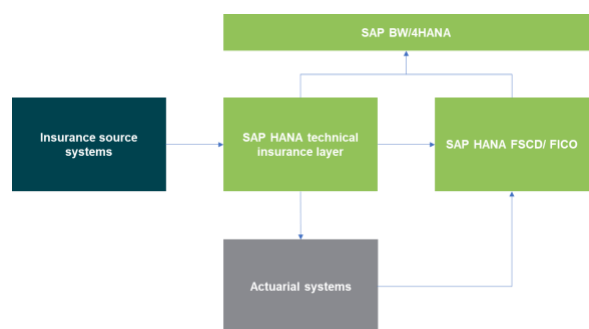 SAP BW/4HANA
Insurance source
systems
SAP HANA technical
insurance layer
SAP HANA FSCD/ FICO
Actuarial systems